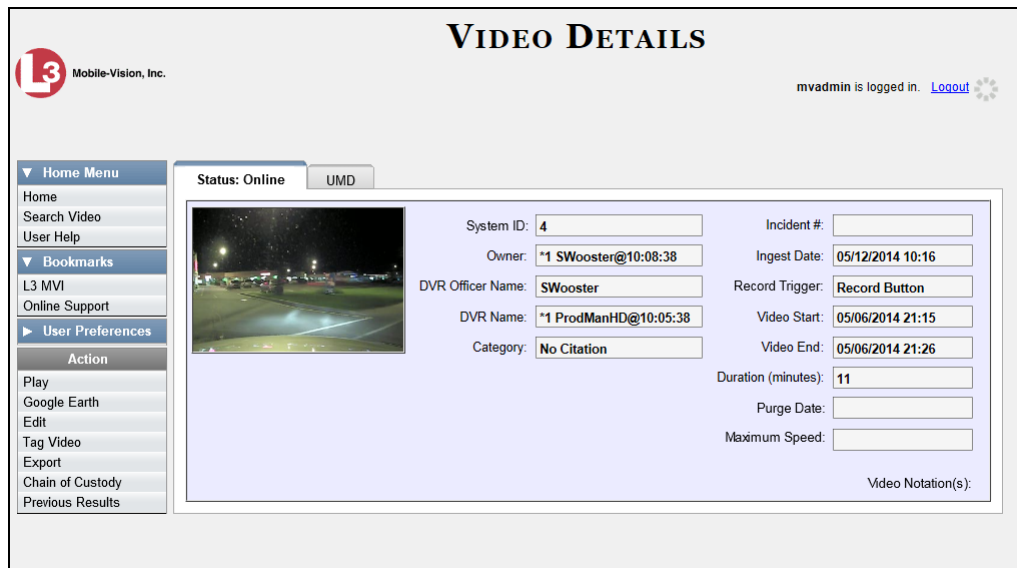 VIDEO DETAILS
L3
Mobile-Vision, Inc.
mvadmin is logged in. Logout
▼ Home Menu
Home
Search Video
User Help
▼ Bookmarks
L3 MVI
Online Support
► User Preferences
Action
Play
Google Earth
Edit
Tag Video
Export
Chain of Custody
Previous Results
Status: Online
UMD
System ID: 4
Owner: *1 SWooster@10:08:38
DVR Officer Name: SWooster
DVR Name: *1 ProdManHD@10:05:38
Category: No Citation
Incident #:
Ingest Date: 05/12/2014 10:16
Record Trigger: Record Button
Video Start: 05/06/2014 21:15
Video End: 05/06/2014 21:26
Duration (minutes): 11
Purge Date:
Maximum Speed:
Video Notation(s):